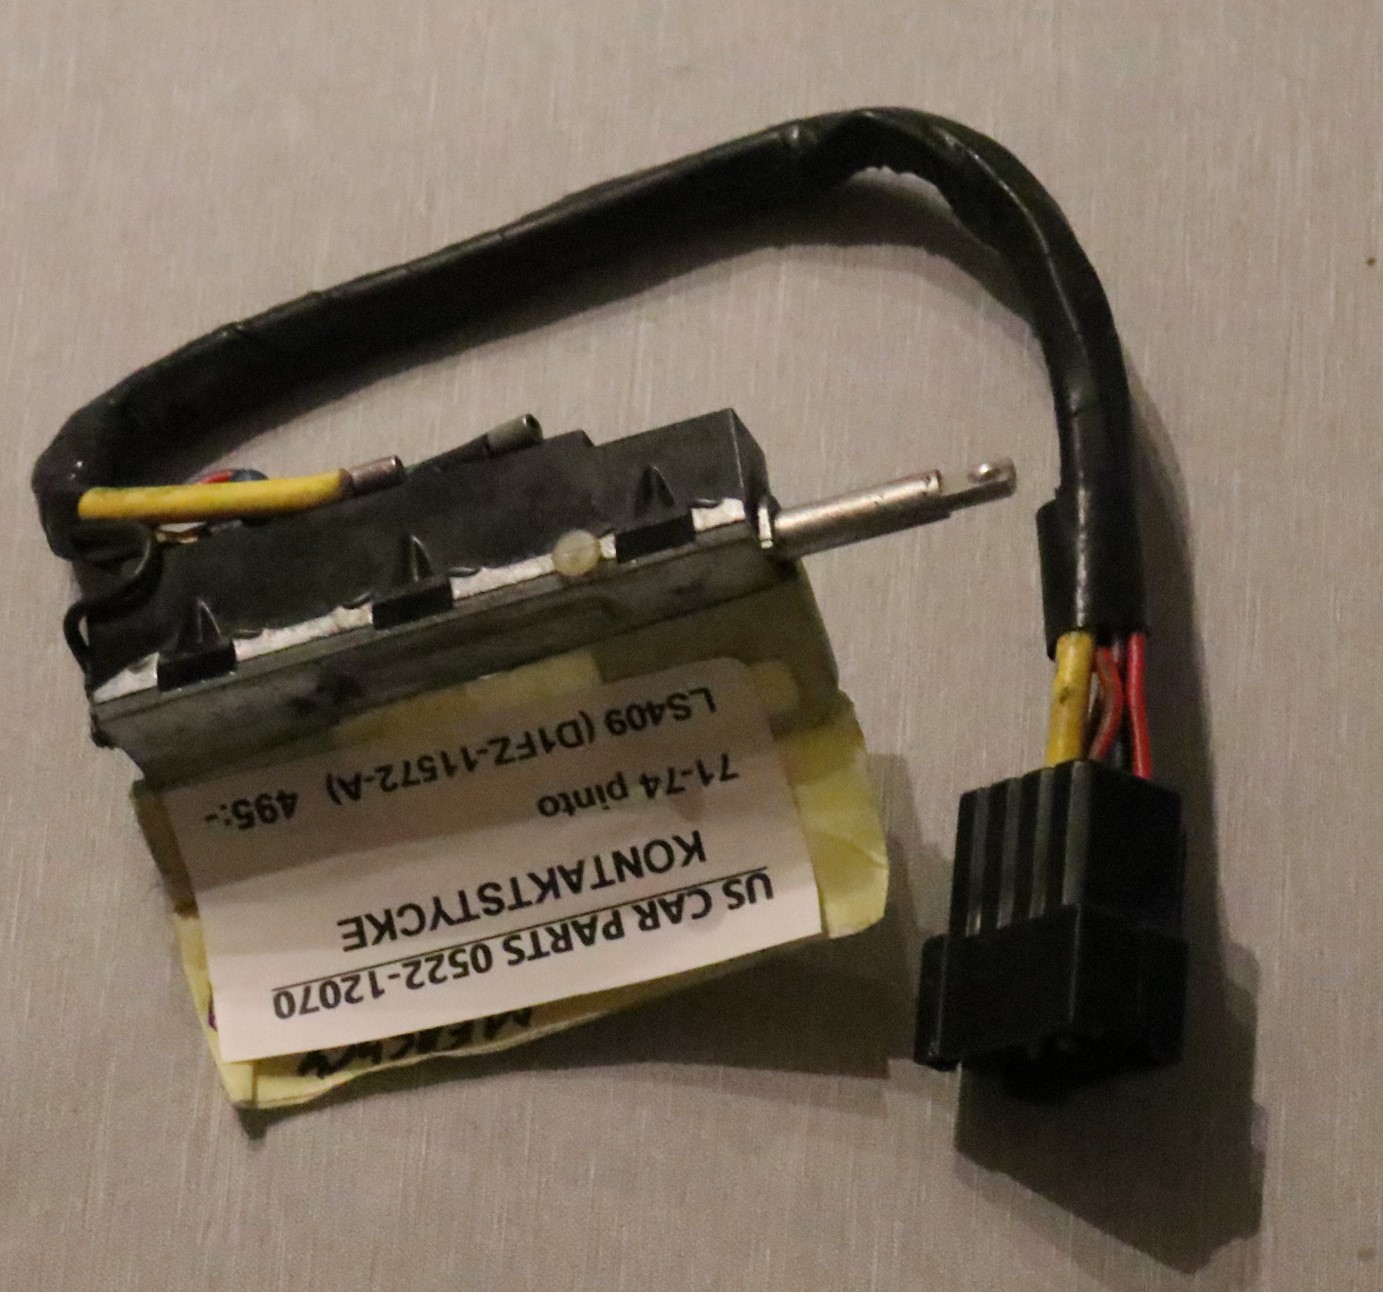 US CAR PARTS 0522-12070
KONTAKTSTYCKE
71-74 pinto
LS409 (D1FZ-11572-A) 495:-